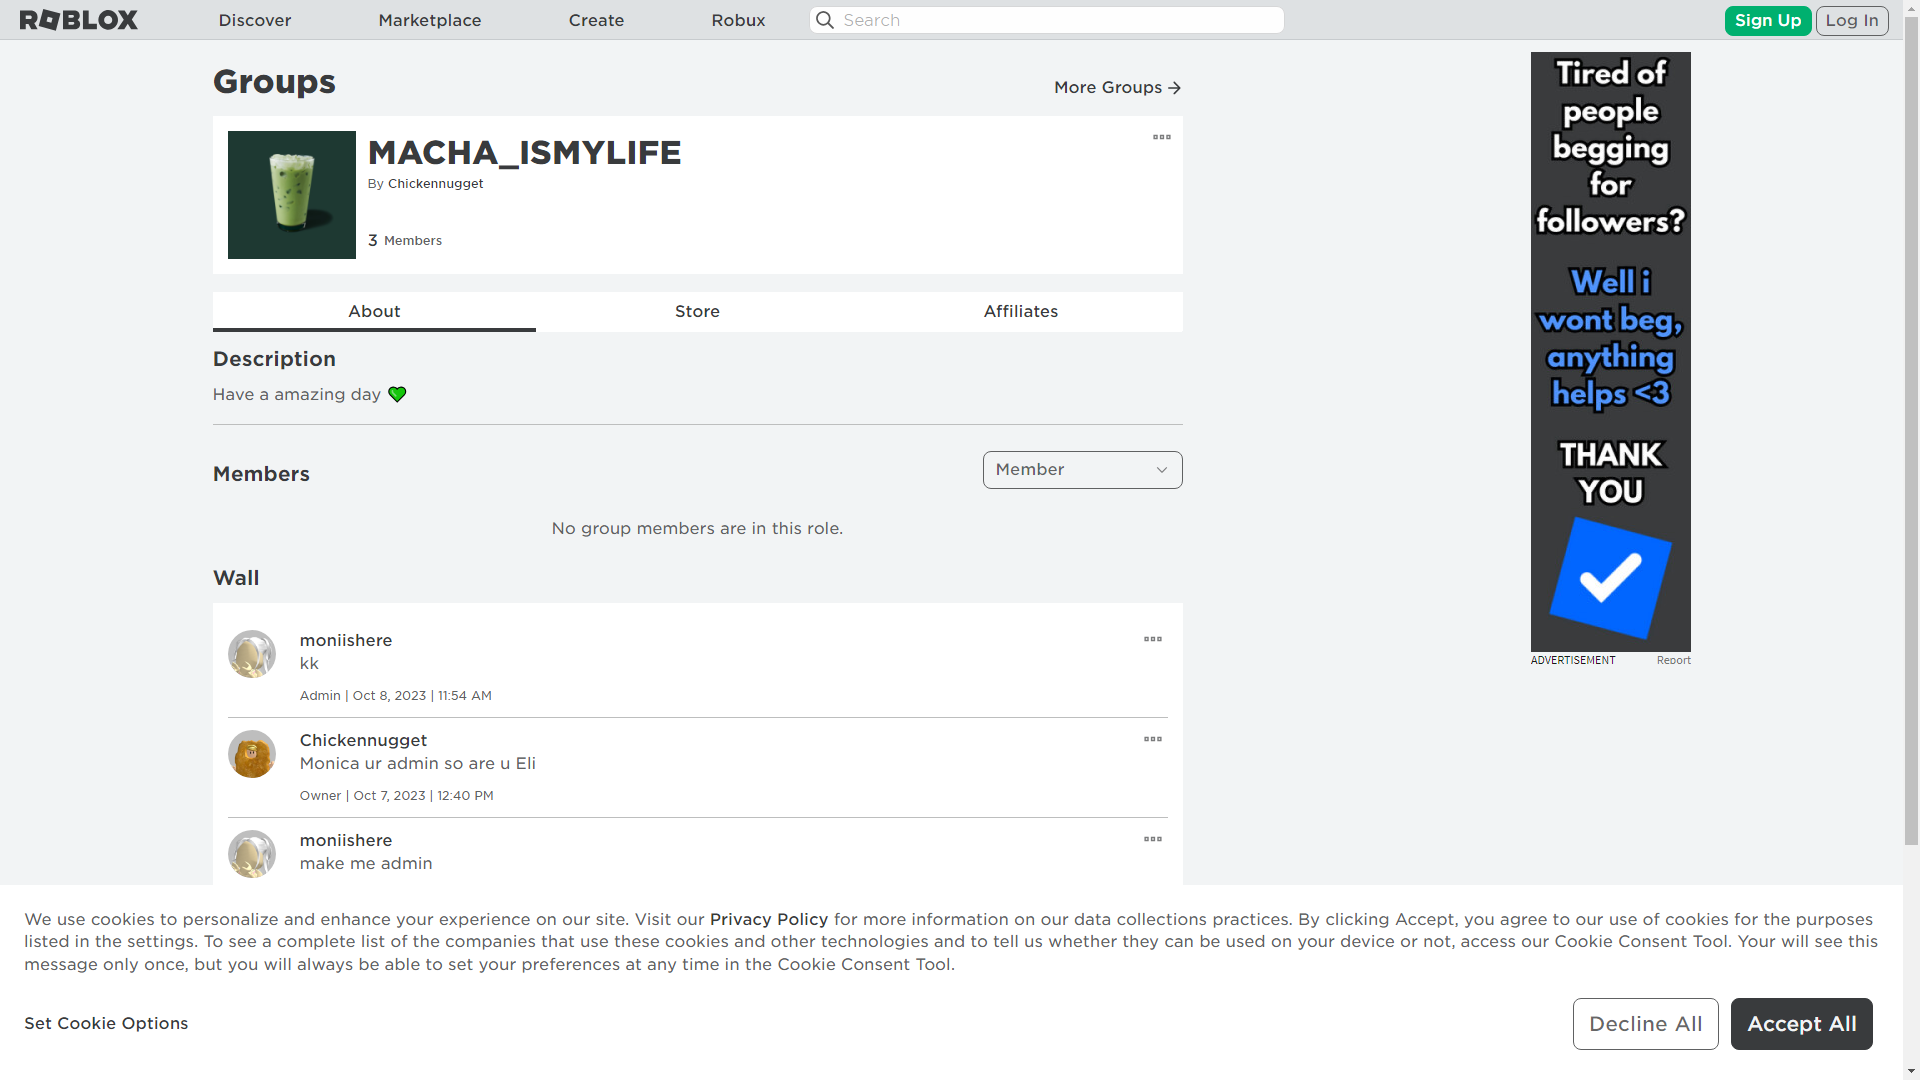 ROBLOX
Discover
Marketplace
Create
Robux
Search
Sign Up
Log In
Groups
More Groups
MACHA_ISMYLIFE
By Chickennugget
3 Members
About
Store
Affiliates
Description
Have a amazing day 💚
Members
Member
No group members are in this role.
Wall
moniishere
kk
Admin | Oct 8, 2023 | 11:54 AM
Chickennugget
Monica ur admin so are u Eli
Owner | Oct 7, 2023 | 12:40 PM
moniishere
make me admin
Tired of
people
begging
for
followers?
Well i
wont beg,
anything
helps <3
THANK
YOU
ADVERTISEMENT
Report
We use cookies to personalize and enhance your experience on our site. Visit our Privacy Policy for more information on our data collections practices. By clicking Accept, you agree to our use of cookies for the purposes
listed in the settings. To see a complete list of the companies that use these cookies and other technologies and to tell us whether they can be used on your device or not, access our Cookie Consent Tool. Your will see this
message only once, but you will always be able to set your preferences at any time in the Cookie Consent Tool.
Set Cookie Options
Decline All
Accept All